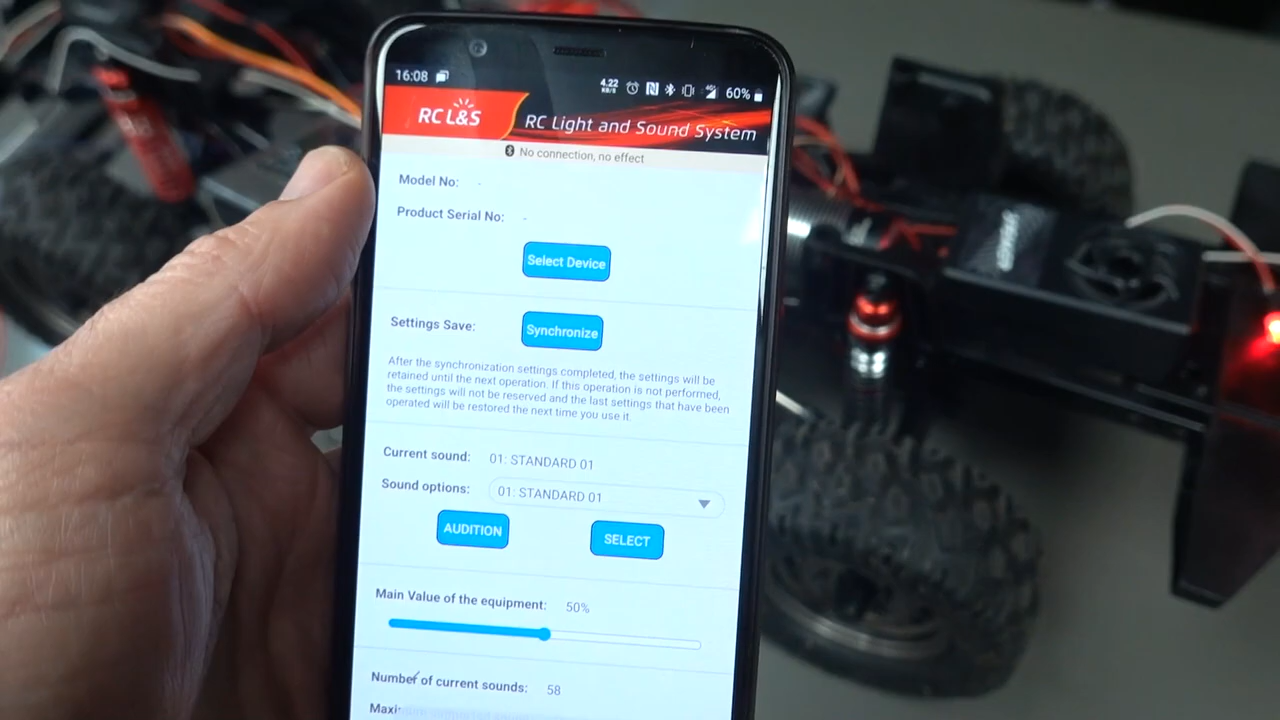 16:08
4.22 KB/S 4G 60%
RC L&S
RC Light and Sound System
No connection, no effect
Model No: -
Product Serial No: -
Select Device
Settings Save: Synchronize
After the synchronization settings completed, the settings will be
retained until the next operation. If this operation is not performed,
the settings will not be reserved and the last settings that have been
operated will be restored the next time you use it.
Current sound: 01: STANDARD 01
Sound options: 01: STANDARD 01
AUDITION SELECT
Main Value of the equipment: 50%
Number of current sounds: 58